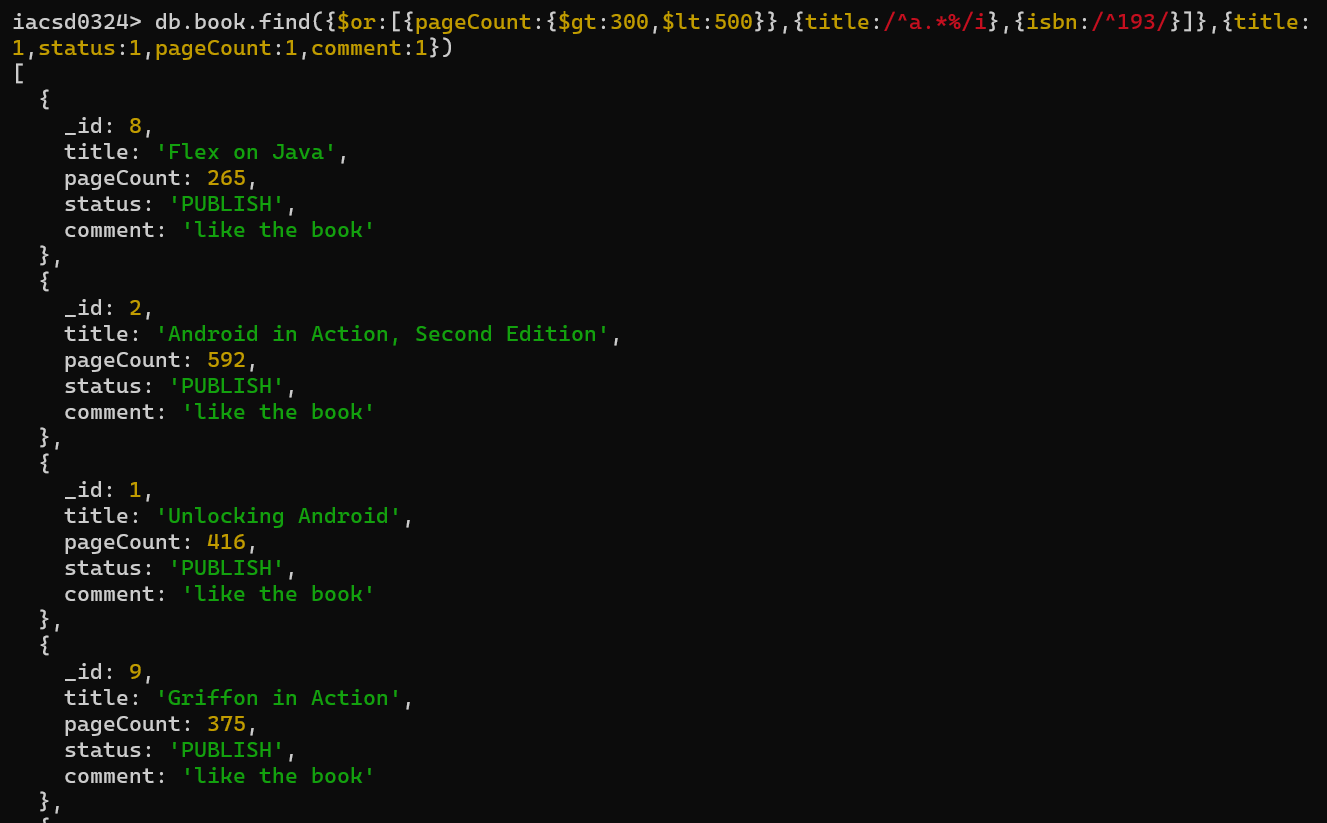 iacsd0324> db.book.find({$or:[{pageCount:{$gt:300,$lt:500}},{title:/^a.*%/i},{isbn:/^193/}]},{title:
1,status:1,pageCount:1,comment:1})
[
  {
    _id: 8,
    title: 'Flex on Java',
    pageCount: 265,
    status: 'PUBLISH',
    comment: 'like the book'
  },
  {
    _id: 2,
    title: 'Android in Action, Second Edition',
    pageCount: 592,
    status: 'PUBLISH',
    comment: 'like the book'
  },
  {
    _id: 1,
    title: 'Unlocking Android',
    pageCount: 416,
    status: 'PUBLISH',
    comment: 'like the book'
  },
  {
    _id: 9,
    title: 'Griffon in Action',
    pageCount: 375,
    status: 'PUBLISH',
    comment: 'like the book'
  },
  {